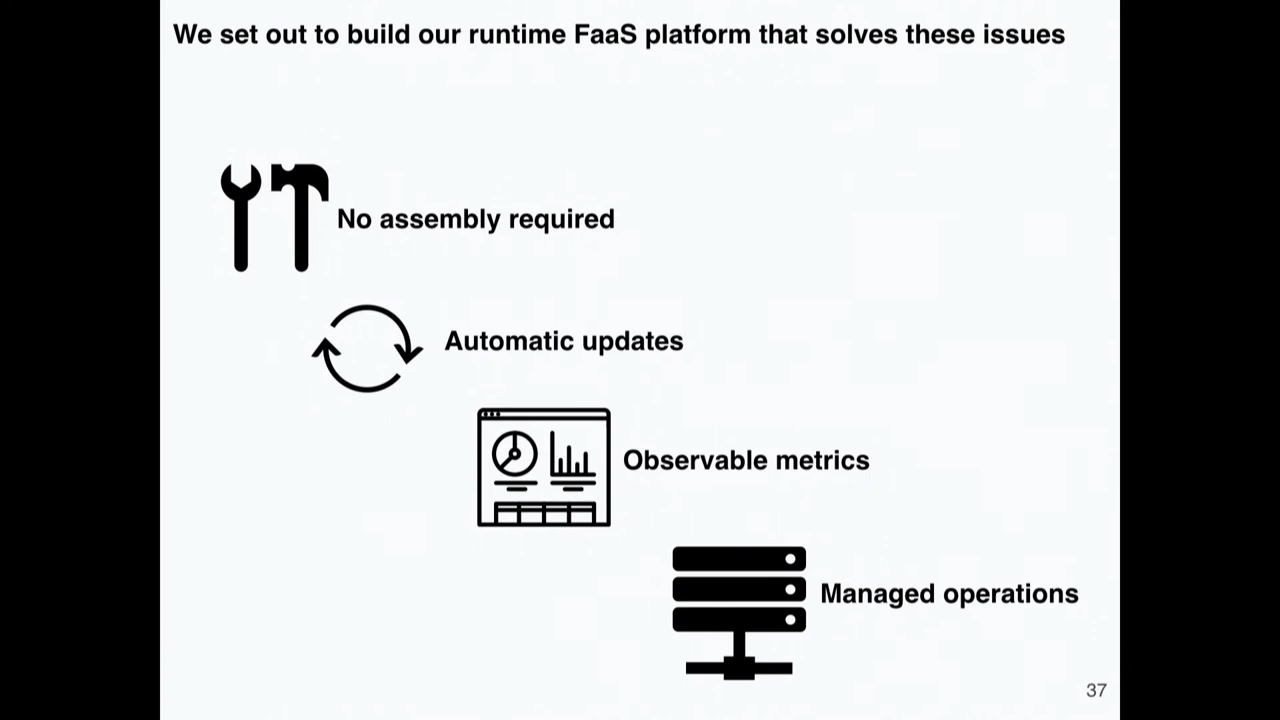 We set out to build our runtime FaaS platform that solves these issues
No assembly required
Automatic updates
Observable metrics
Managed operations
37